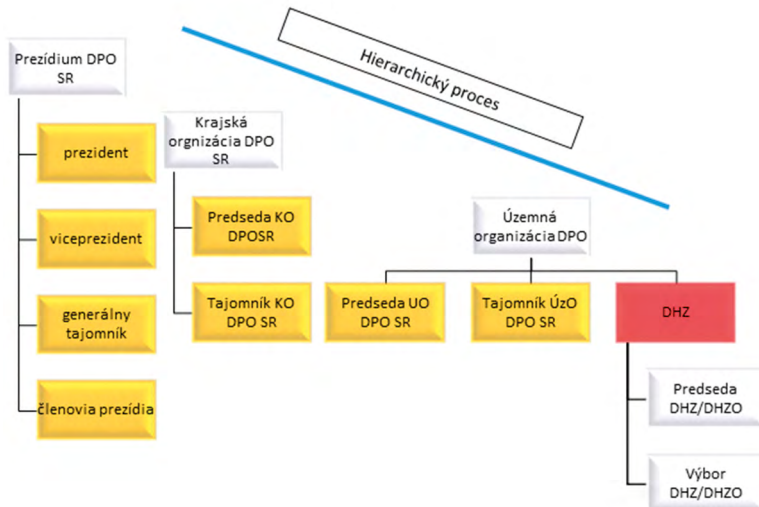 Hierarchický proces
Prezídium DPO
SR
prezident
viceprezident
generálny
tajomník
členovia prezídia
Krajská
orgnizácia DPO
SR
Predseda KO
DPOSR
Tajomník KO
DPO SR
Územná
organizácia DPO
Predseda UO
DPO SR
Tajomník ÚzO
DPO SR
DHZ
Predseda
DHZ/DHZO
Výbor
DHZ/DHZO